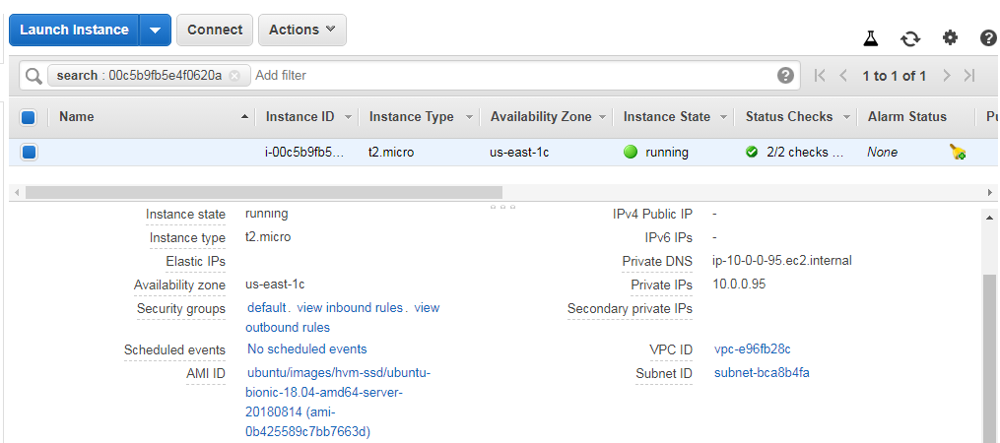 Launch Instance Connect Actions
search : 00c5b9fb5e4f0620a Add filter 1 to 1 of 1
Name Instance ID Instance Type Availability Zone Instance State Status Checks Alarm Status Pu
i-00c5b9fb5... t2.micro us-east-1c running 2/2 checks ... None
Instance state running IPv4 Public IP -
Instance type t2.micro IPv6 IPs -
Elastic IPs Private DNS ip-10-0-0-95.ec2.internal
Availability zone us-east-1c Private IPs 10.0.0.95
Security groups default. view inbound rules. view Secondary private IPs
outbound rules
Scheduled events No scheduled events VPC ID vpc-e96fb28c
AMI ID ubuntu/images/hvm-ssd/ubuntu- Subnet ID subnet-bca8b4fa
bionic-18.04-amd64-server-
20180814 (ami-
0b425589c7bb7663d)